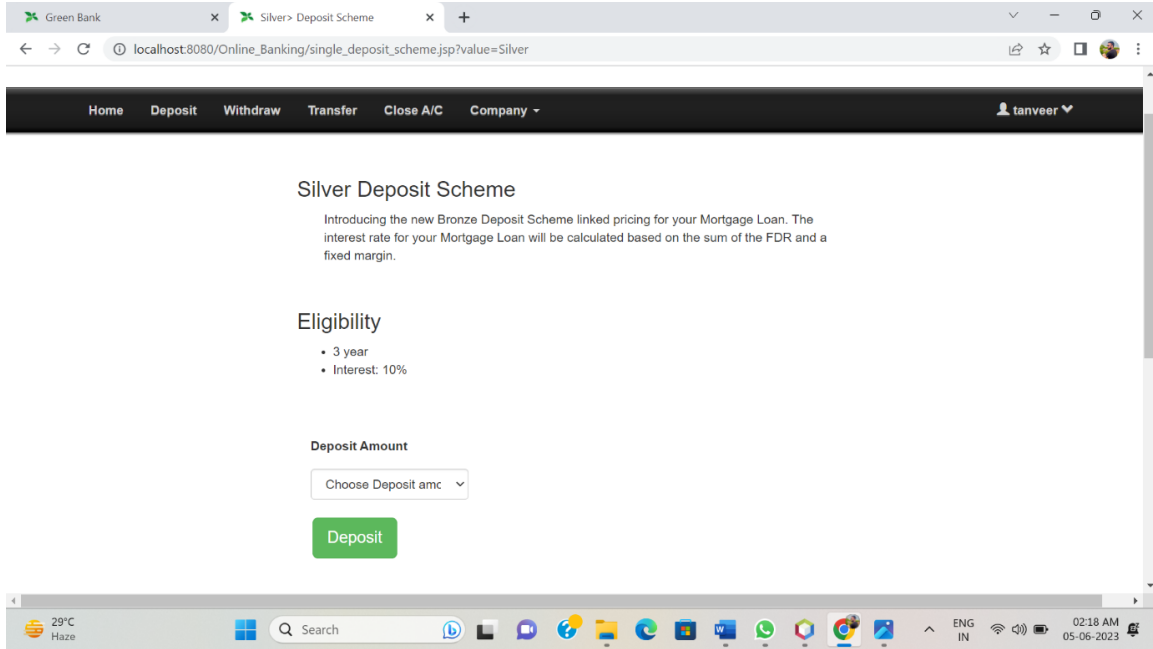 Green Bank
Silver> Deposit Scheme
localhost:8080/Online_Banking/single_deposit_scheme.jsp?value=Silver
Home Deposit Withdraw Transfer Close A/C Company tanveer
Silver Deposit Scheme
Introducing the new Bronze Deposit Scheme linked pricing for your Mortgage Loan. The
interest rate for your Mortgage Loan will be calculated based on the sum of the FDR and a
fixed margin.
Eligibility
• 3 year
• Interest: 10%
Deposit Amount
Choose Deposit amc
Deposit
29°C
Haze
Search
ENG
IN
02:18 AM
05-06-2023